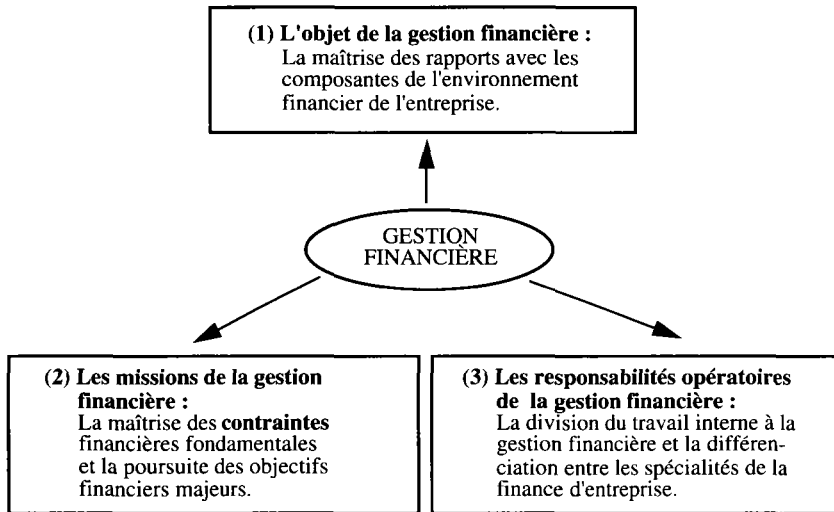 (1) L'objet de la gestion financière :
La maîtrise des rapports avec les
composantes de l'environnement
financier de l'entreprise.
GESTION
FINANCIÈRE
(2) Les missions de la gestion
financière :
La maîtrise des contraintes
financières fondamentales
et la poursuite des objectifs
financiers majeurs.
(3) Les responsabilités opératoires
de la gestion financière :
La division du travail interne à la
gestion financière et la différen-
ciation entre les spécialités de la
finance d'entreprise.